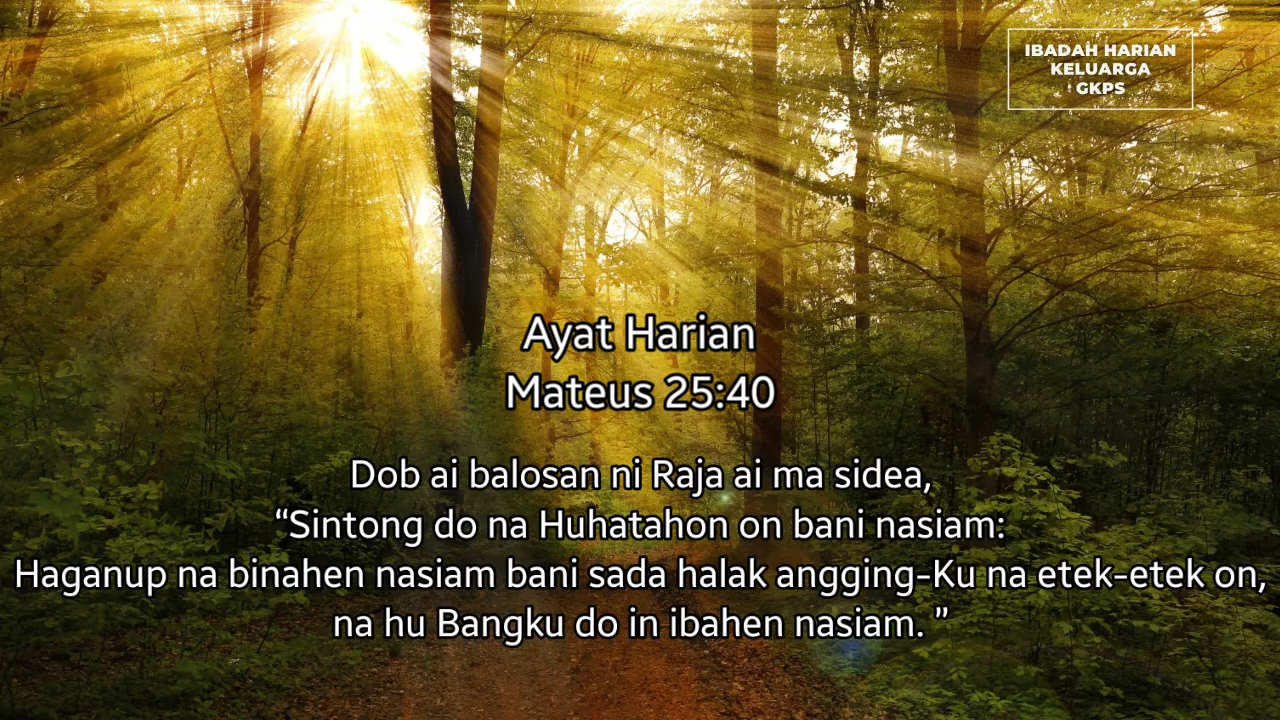 IBADAH HARIAN
KELUARGA
GKPS
Ayat Harian
Mateus 25:40
Dob ai balosan ni Raja ai ma sidea,
“Sintong do na Huhatahon on bani nasiam:
Haganup na binahen nasiam bani sada halak angging-Ku na etek-etek on,
na hu Bangku do in ibahen nasiam. ”